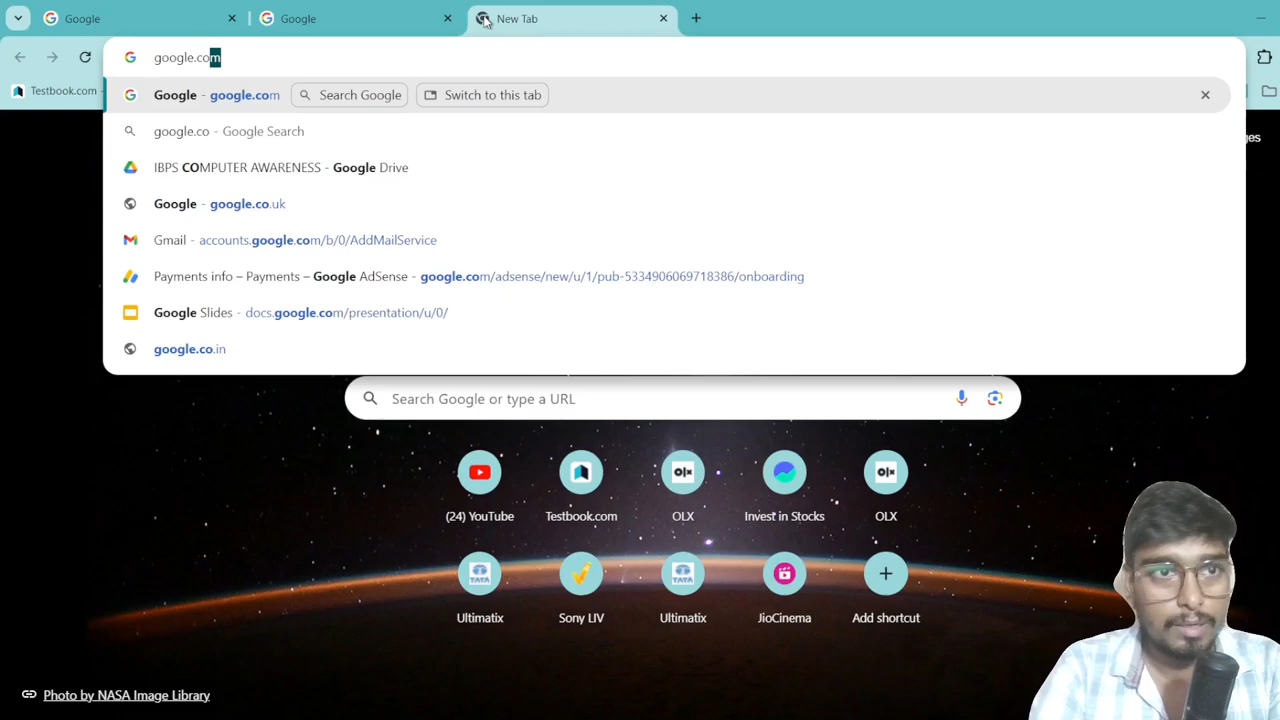 Google
Google
New Tab
google.com
Testbook.com
Google - google.com Search Google Switch to this tab
google.co - Google Search
IBPS COMPUTER AWARENESS - Google Drive
Google - google.co.uk
Gmail - accounts.google.com/b/0/AddMailService
Payments info – Payments – Google AdSense - google.com/adsense/new/u/1/pub-5334906069718386/onboarding
Google Slides - docs.google.com/presentation/u/0/
google.co.in
Search Google or type a URL
(24) YouTube Testbook.com OLX Invest in Stocks OLX
Ultimatix Sony LIV Ultimatix JioCinema Add shortcut
Photo by NASA Image Library